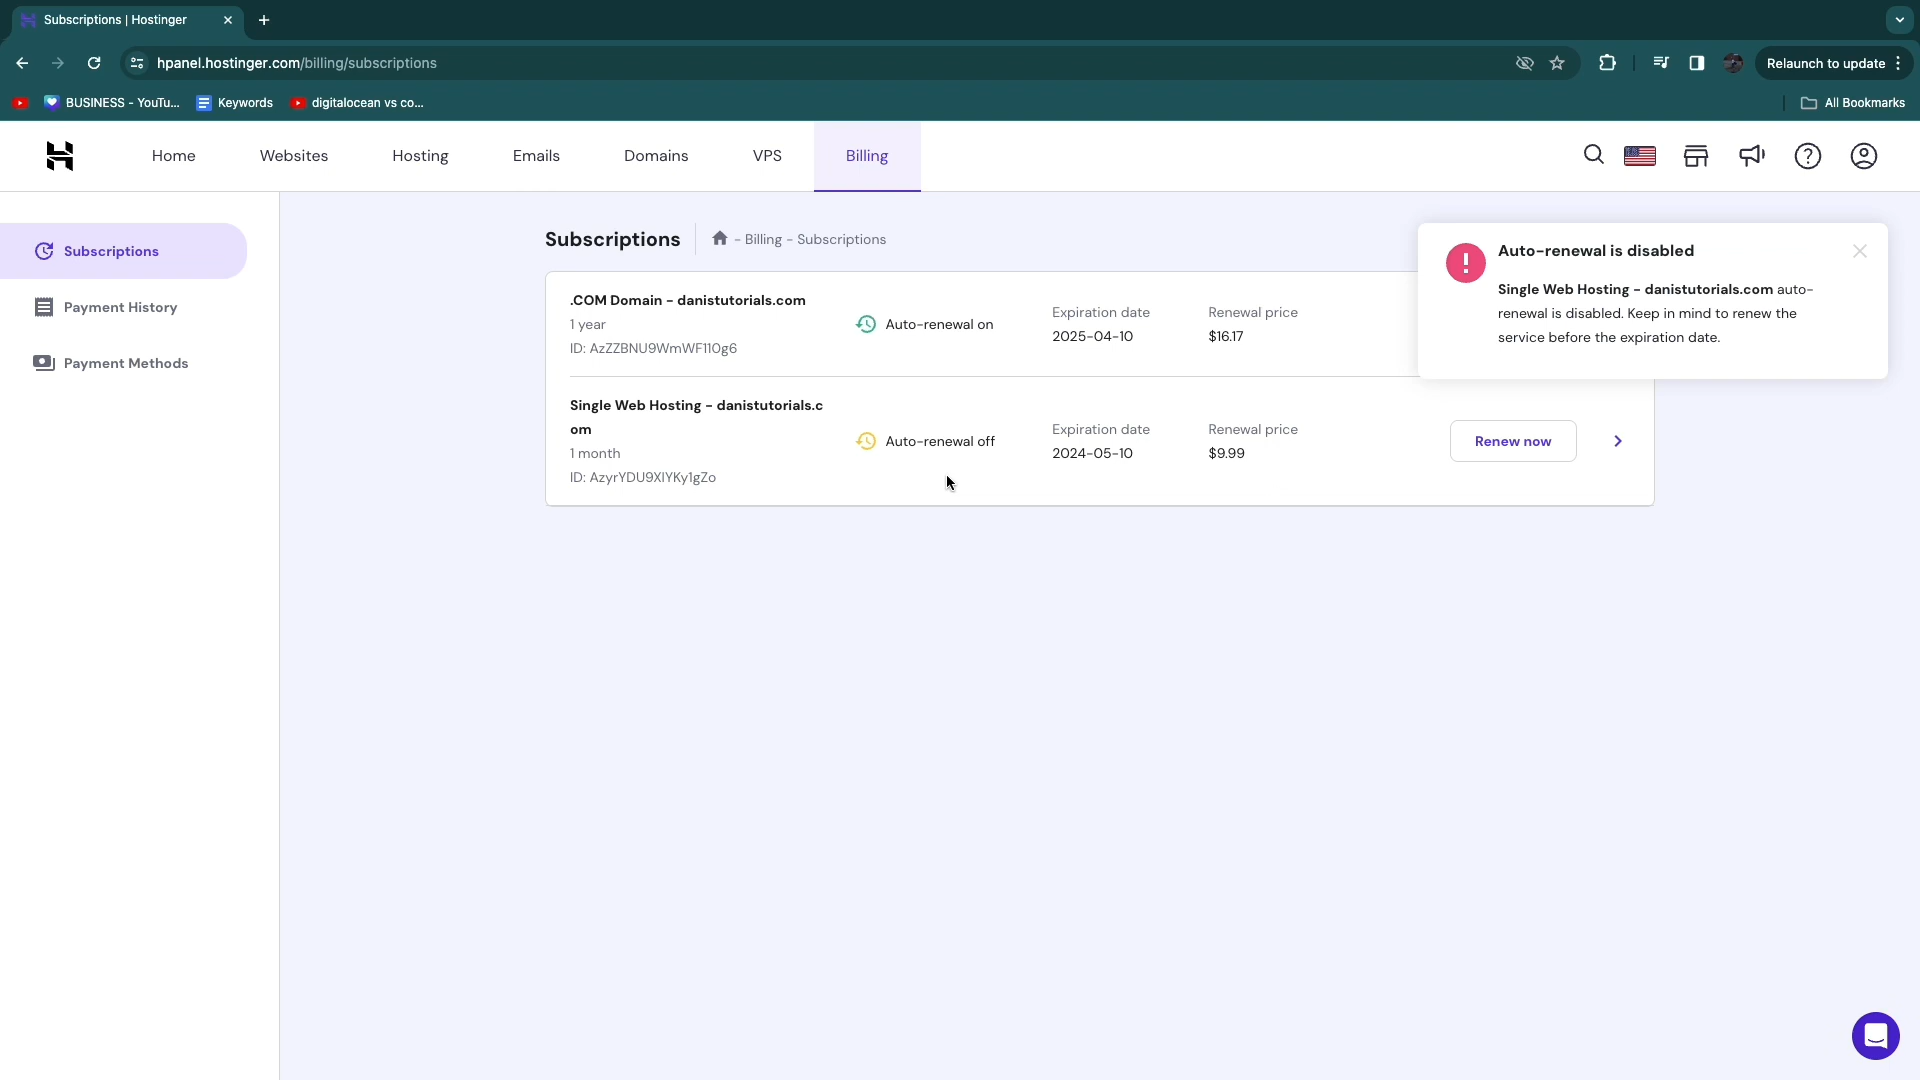 Subscriptions | Hostinger
hpanel.hostinger.com/billing/subscriptions
Relaunch to update
BUSINESS - YouTu...
Keywords
digitalocean vs co...
All Bookmarks
Home
Websites
Hosting
Emails
Domains
VPS
Billing
Subscriptions
Payment History
Payment Methods
Subscriptions
- Billing - Subscriptions
.COM Domain - danistutorials.com
1 year
ID: AzZZBNU9WmWF11Og6
Auto-renewal on
Expiration date
2025-04-10
Renewal price
$16.17
Single Web Hosting - danistutorials.c
om
1 month
ID: AzyrYDU9XIYKy1gZo
Auto-renewal off
Expiration date
2024-05-10
Renewal price
$9.99
Renew now
Auto-renewal is disabled
Single Web Hosting - danistutorials.com auto-
renewal is disabled. Keep in mind to renew the
service before the expiration date.